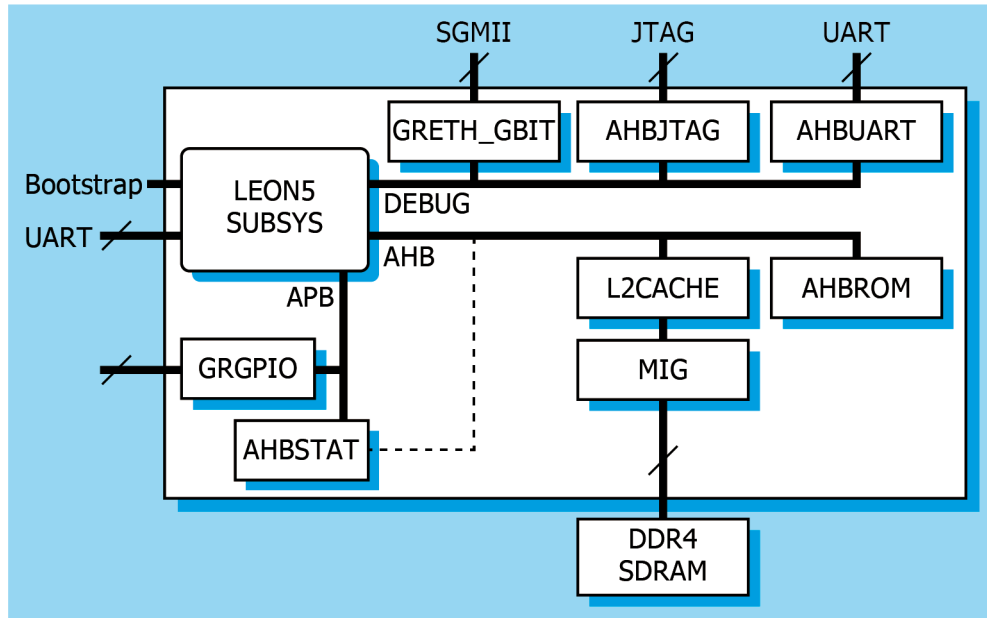 SGMII
JTAG
UART
GRETH_GBIT
AHBJTAG
AHBUART
Bootstrap
LEON5
SUBSYS
DEBUG
UART
AHB
APB
L2CACHE
AHBROM
GRGPIO
MIG
AHBSTAT
DDR4
SDRAM